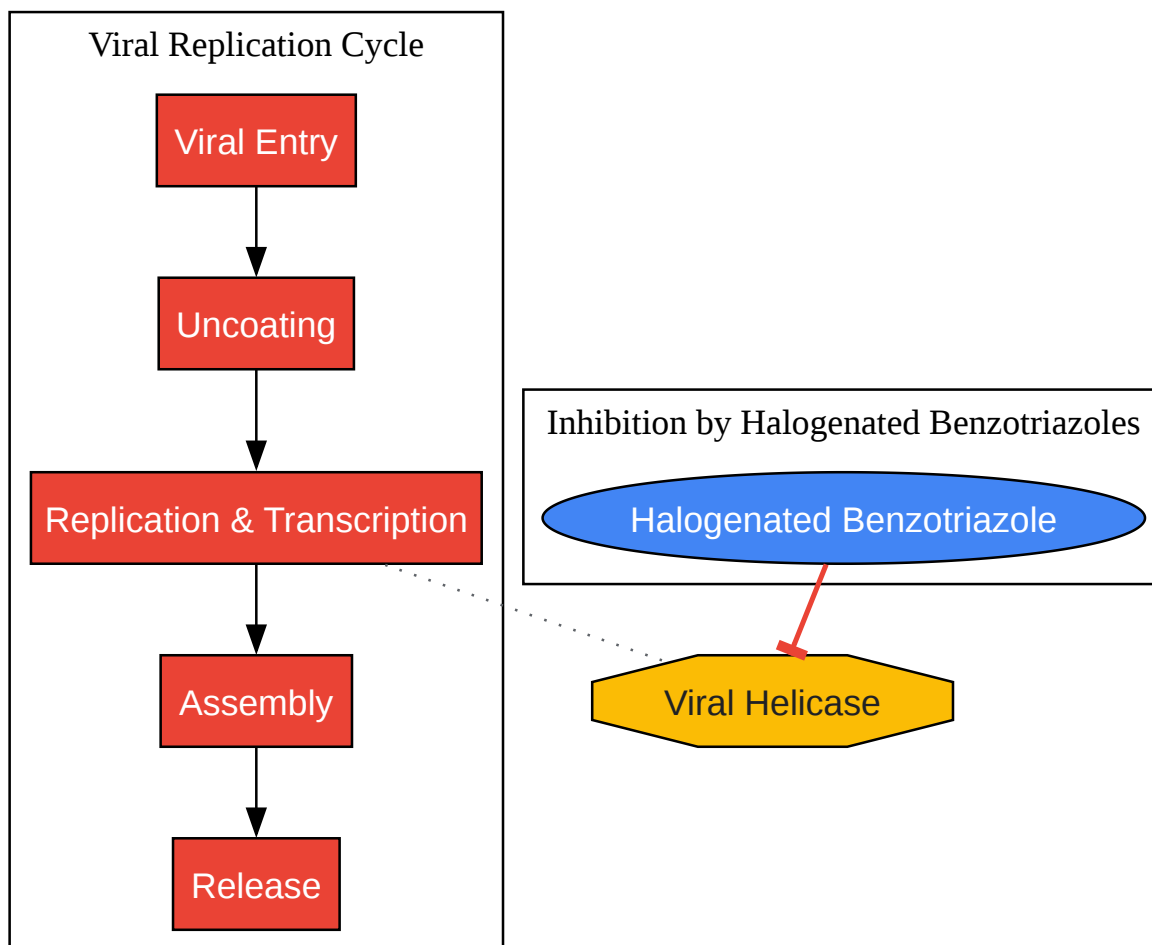 Viral Replication Cycle
Viral Entry
Uncoating
Replication & Transcription
Assembly
Release
Inhibition by Halogenated Benzotriazoles
Halogenated Benzotriazole
Viral Helicase